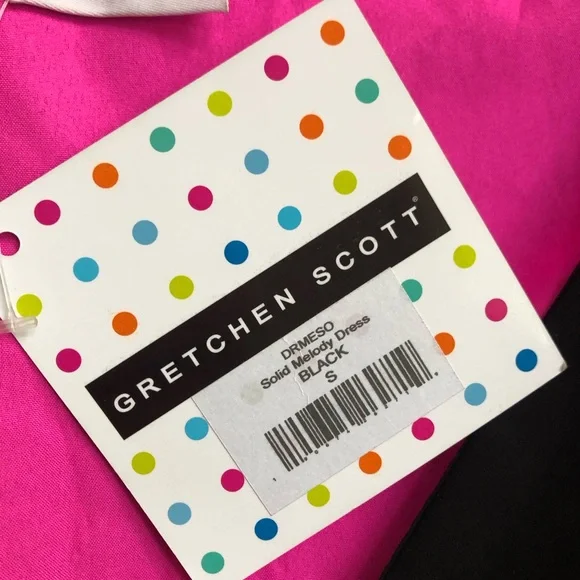 GRETCHEN SCOTT®
DRMESO
Solid Melody Dress
BLACK
S